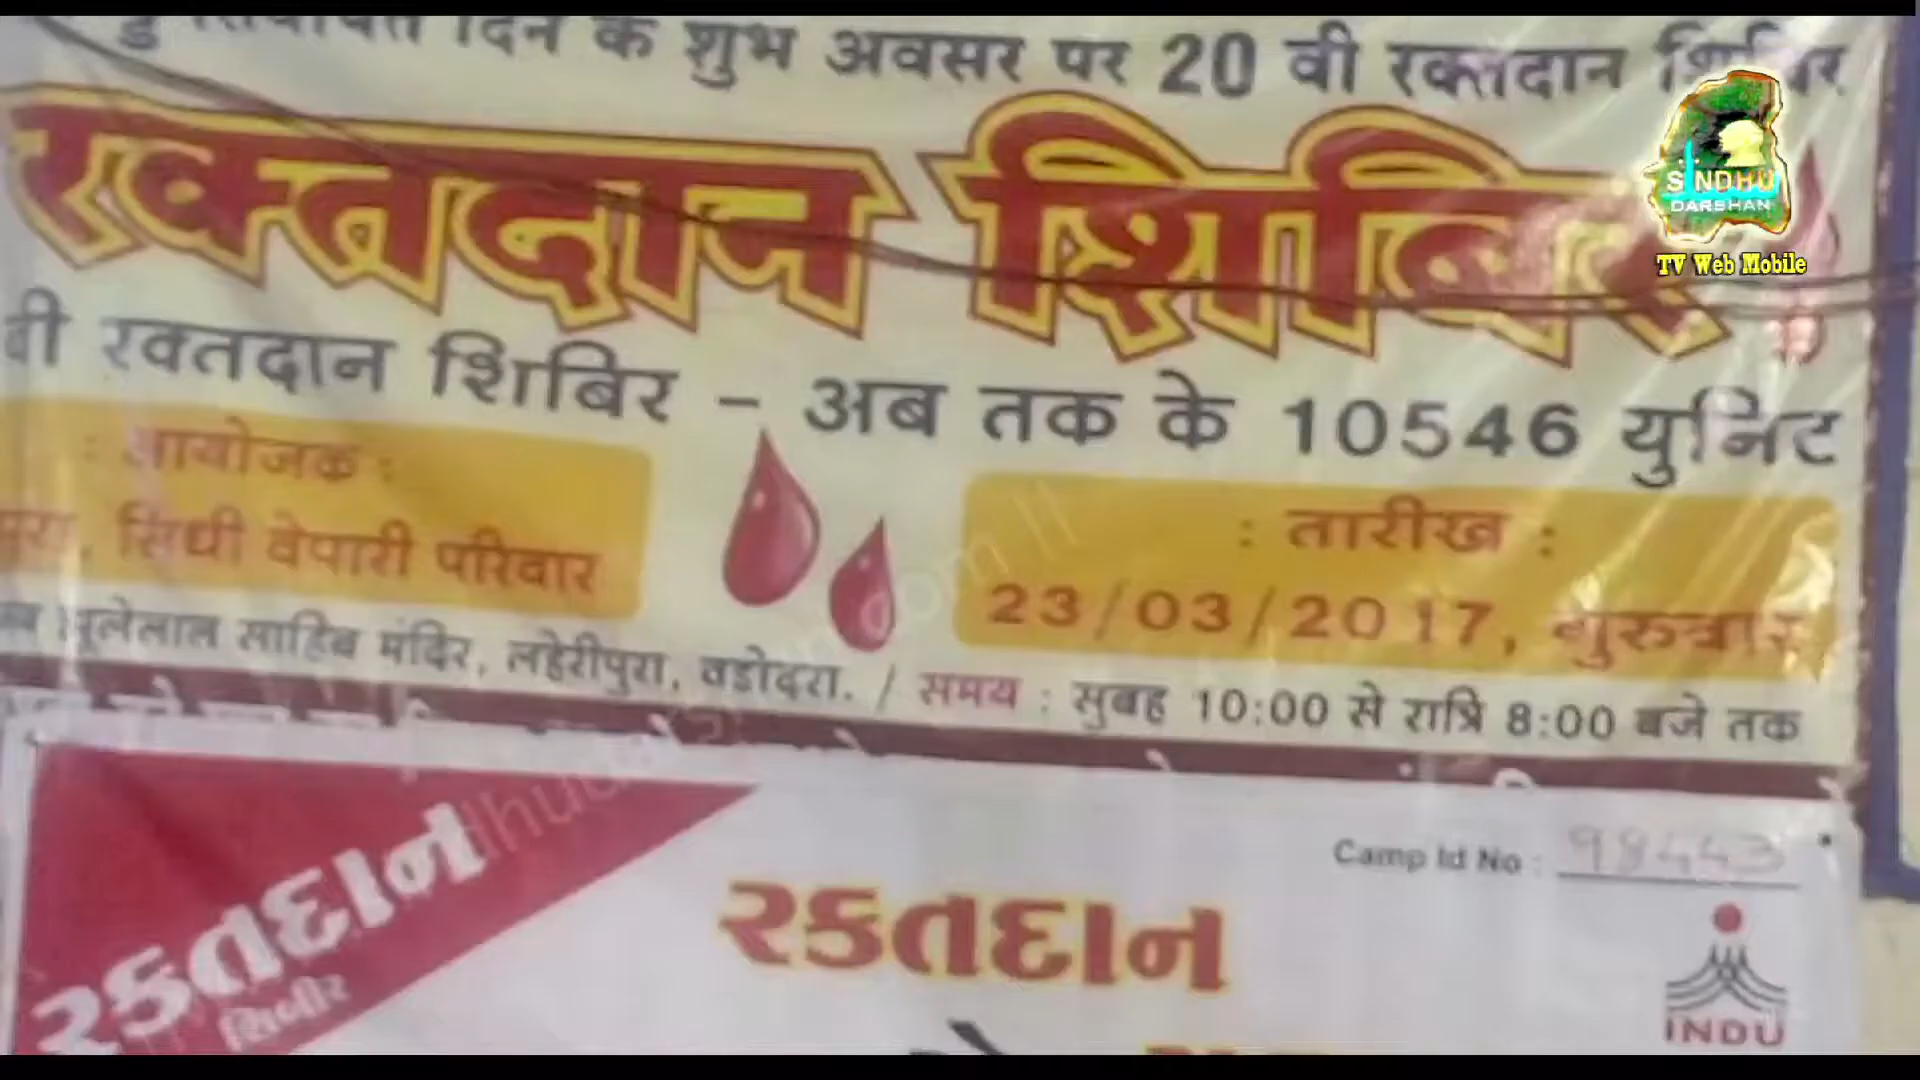 दिन के शुभ अवसर पर 20 वी रक्तदान शिबिर
रक्तदान शिबिर
वी रक्तदान शिबिर - अब तक के 10546 युनिट
: आयोजक :
सिंधी वेपारी परिवार
: तारीख :
23/03/2017, गुरुवार
झूलेलाल साहिब मंदिर, लहेरीपुरा, वडोदरा. / समय : सुबह 10:00 से रात्रि 8:00 बजे तक
રક્તદાન
શિબીર
Camp Id No : 98443
રક્તદાન
INDU
SINDHU
DARSHAN
TV Web Mobile